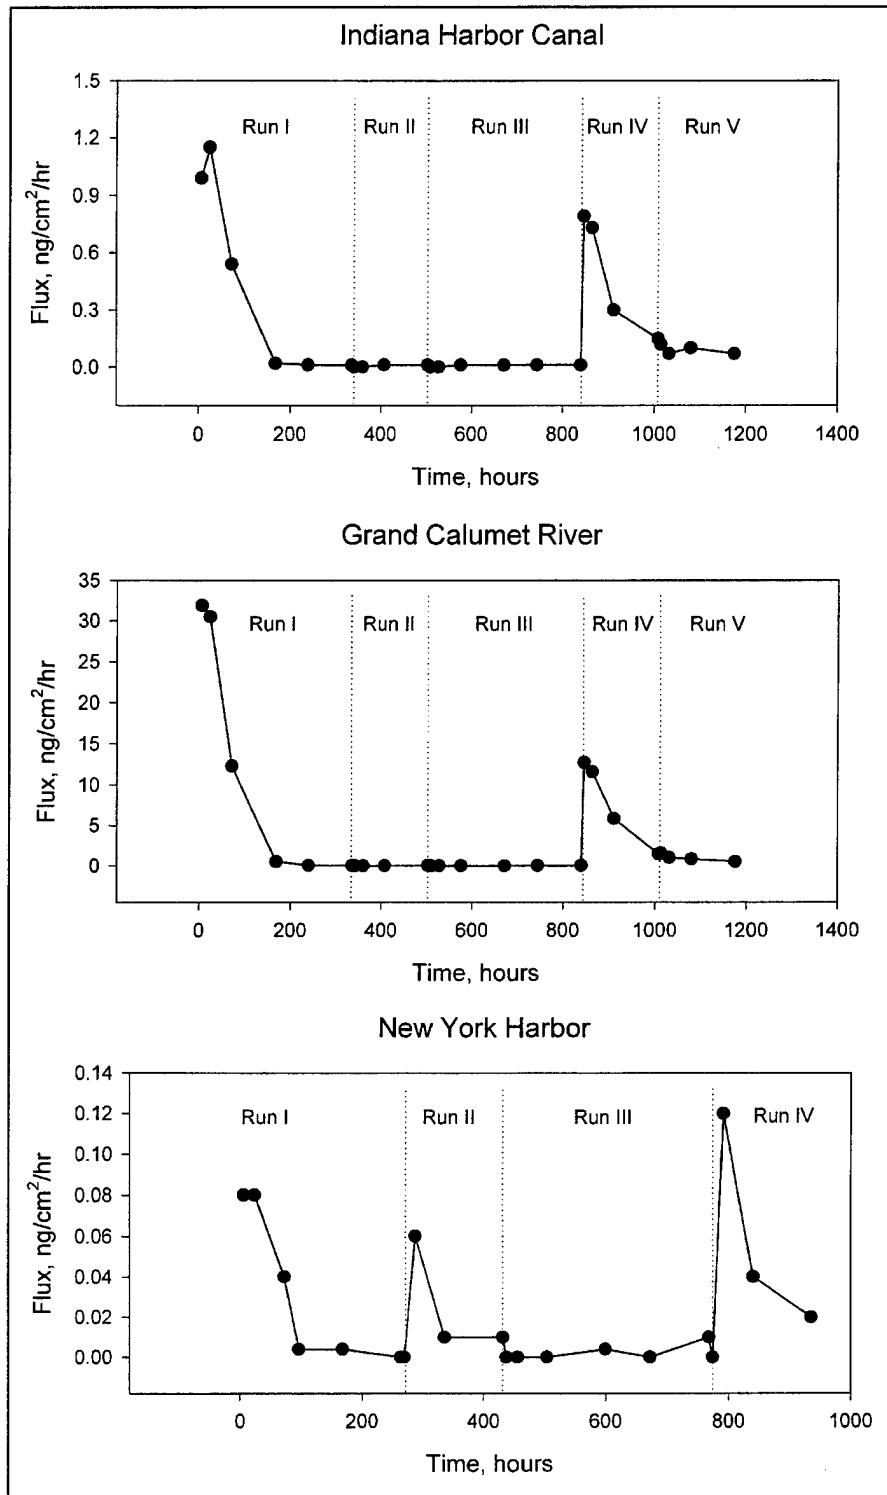 Indiana Harbor Canal
1.5
1.2
0.9
0.6
0.3
0.0
Flux, ng/cm²/hr
Run I Run II Run III Run IV Run V
0 200 400 600 800 1000 1200 1400
Time, hours
Grand Calumet River
35
30
25
20
15
10
5
0
Flux, ng/cm²/hr
Run I Run II Run III Run IV Run V
0 200 400 600 800 1000 1200 1400
Time, hours
New York Harbor
0.14
0.12
0.10
0.08
0.06
0.04
0.02
0.00
Flux, ng/cm²/hr
Run I Run II Run III Run IV
0 200 400 600 800 1000
Time, hours